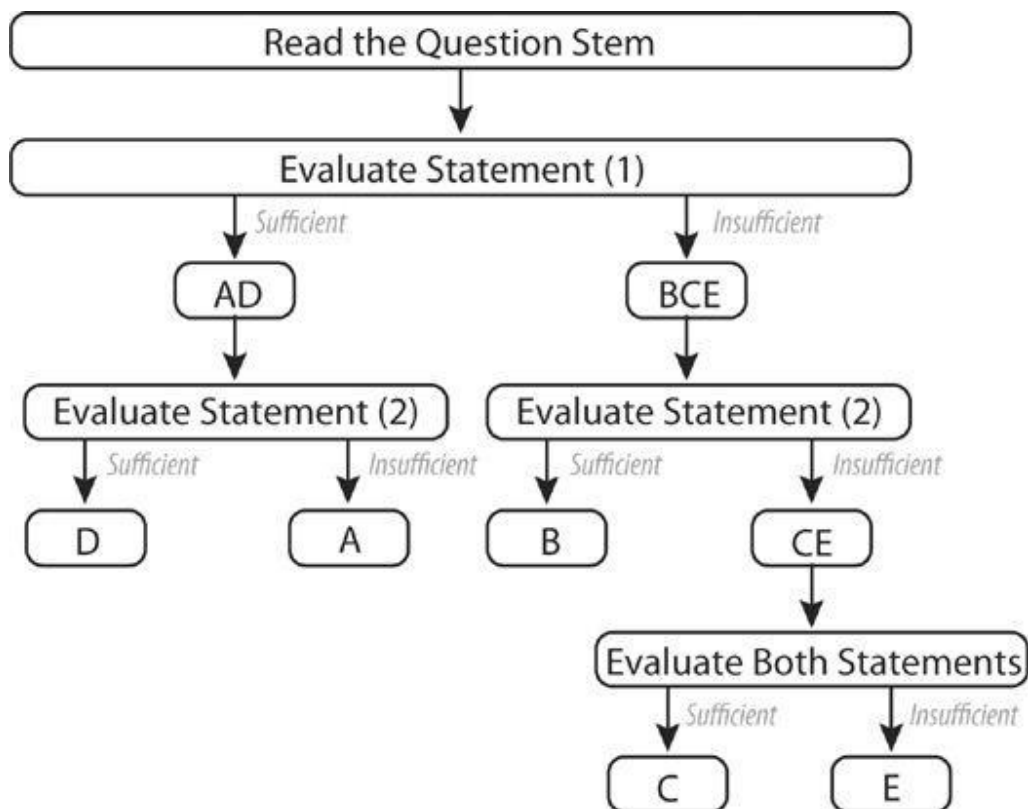 Read the Question Stem
Evaluate Statement (1)
Sufficient
Insufficient
AD
BCE
Evaluate Statement (2)
Evaluate Statement (2)
Sufficient
Insufficient
Sufficient
Insufficient
D
A
B
CE
Evaluate Both Statements
Sufficient
Insufficient
C
E